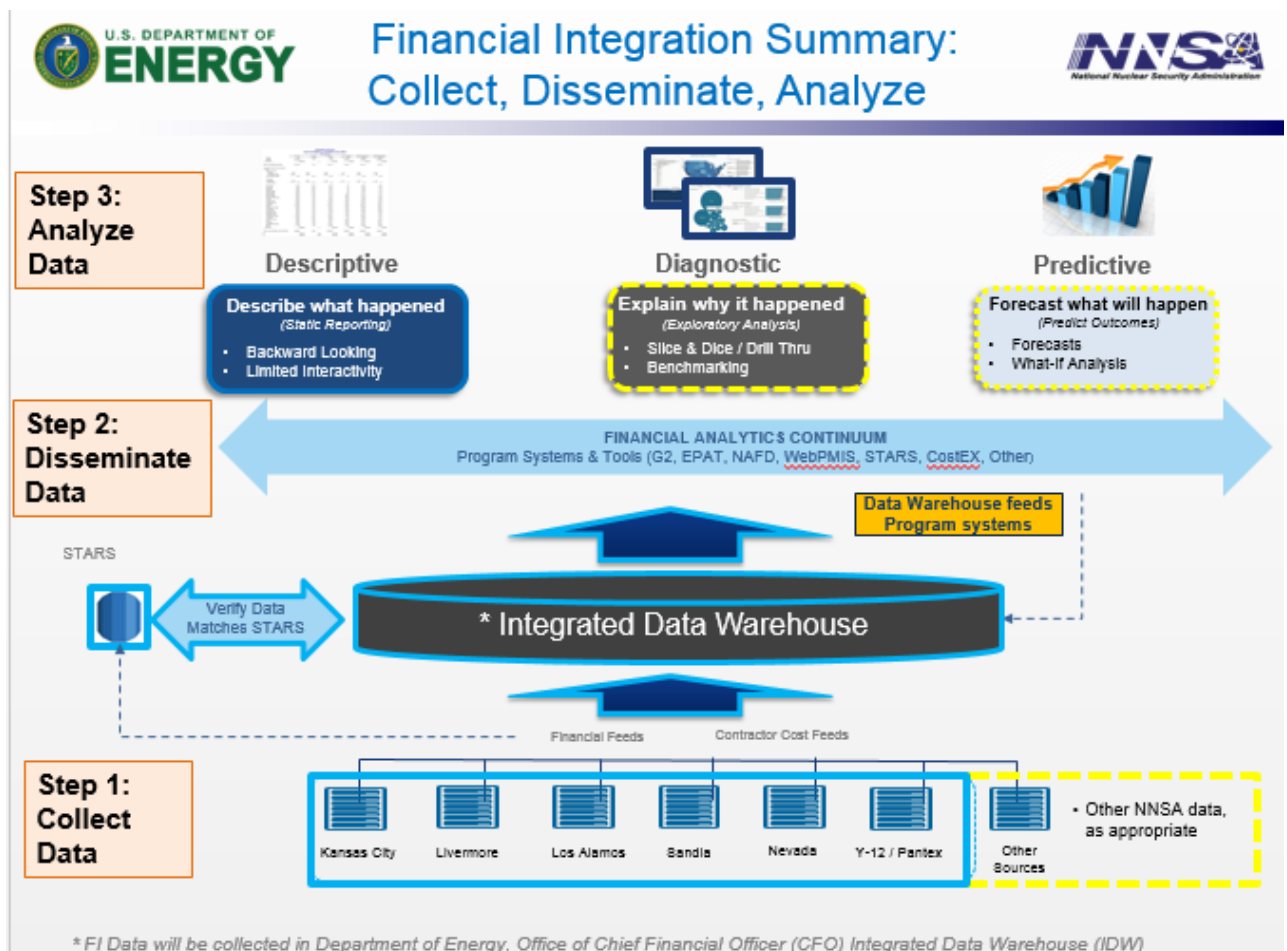 U.S. DEPARTMENT OF
ENERGY
Financial Integration Summary:
Collect, Disseminate, Analyze
NNSA
National Nuclear Security Administration
Step 3:
Analyze
Data
Descriptive
Diagnostic
Predictive
Describe what happened
(Static Reporting)
• Backward Looking
• Limited Interactivity
Explain why it happened
(Exploratory Analysis)
• Slice & Dice / Drill Thru
• Benchmarking
Forecast what will happen
(Predict Outcomes)
• Forecasts
• What-If Analysis
Step 2:
Disseminate
Data
FINANCIAL ANALYTICS CONTINUUM
Program Systems & Tools (G2, EPAT, NAFD, WebPMIS, STARS, CostEX, Other)
Data Warehouse feeds
Program systems
STARS
Verify Data
Matches STARS
* Integrated Data Warehouse
Financial Feeds
Contractor Cost Feeds
Step 1:
Collect
Data
Kansas City
Livermore
Los Alamos
Sandia
Nevada
Y-12 / Pantex
Other
Sources
• Other NNSA data,
as appropriate
* FI Data will be collected in Department of Energy, Office of Chief Financial Officer (CFO) Integrated Data Warehouse (IDW)